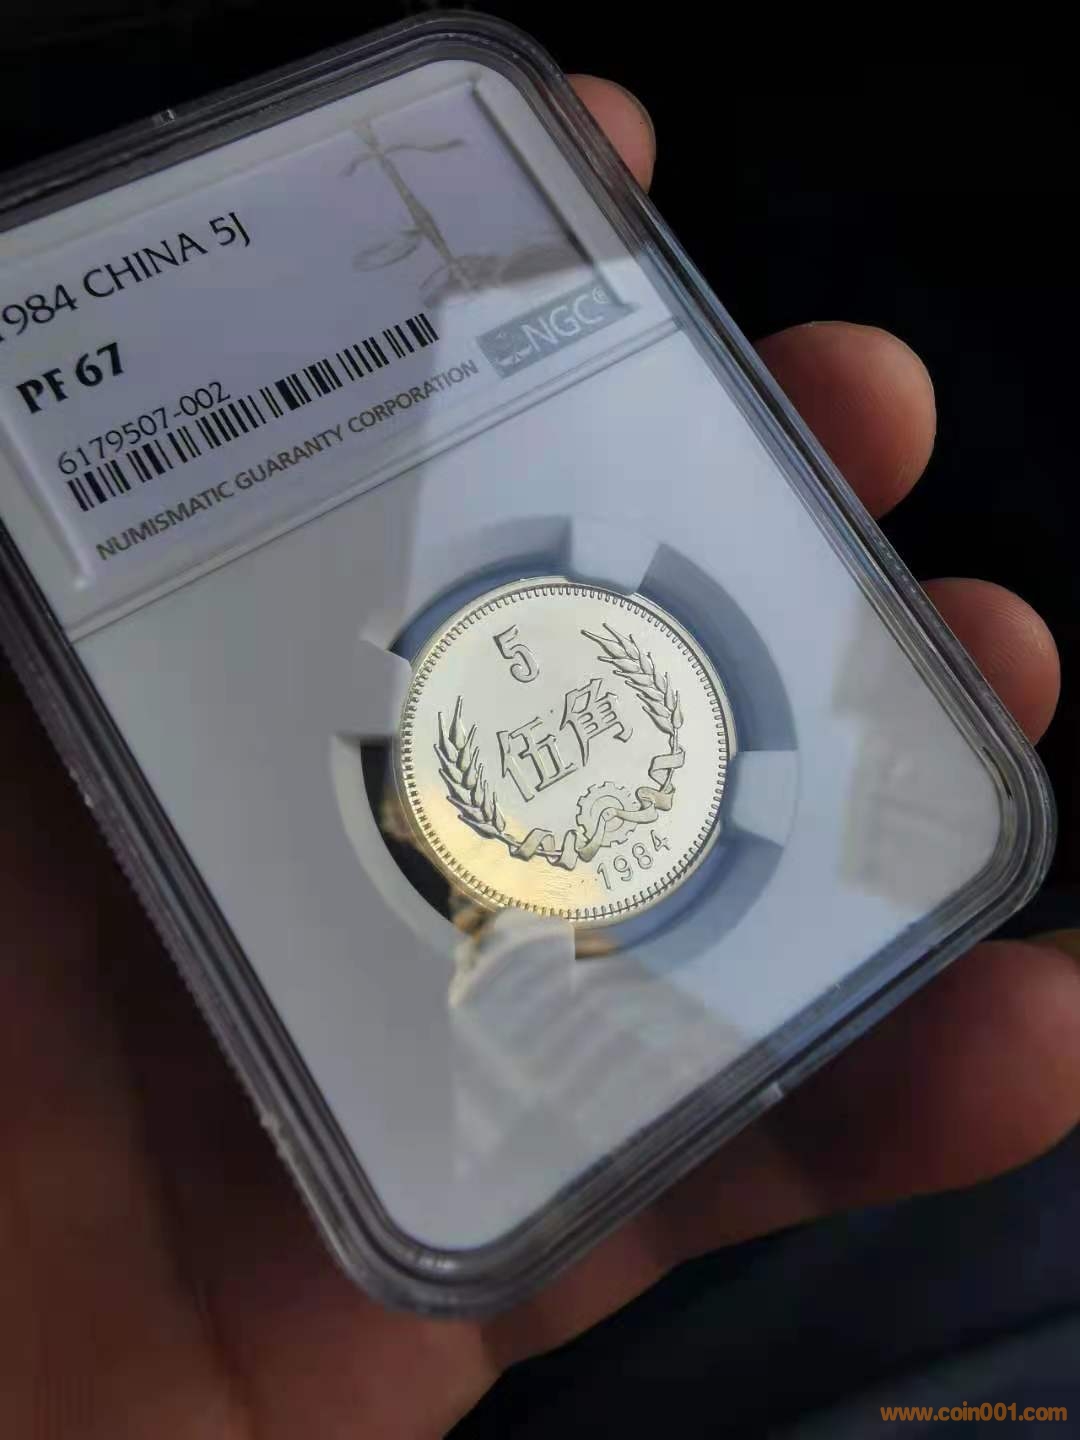 1984 CHINA 5J
PF 67
6179507-002
NUMISMATIC GUARANTY CORPORATION
NGC®
5
伍角
1984
www.coin001.com